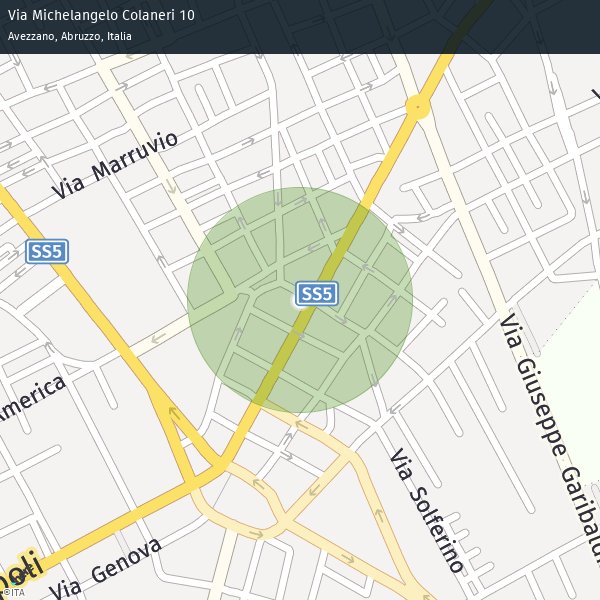 Via Michelangelo Colaneri 10
Avezzano, Abruzzo, Italia
Via Marruvio
SS5
SS5
America
Via Giuseppe Garibaldi
Via Solferino
Via Genova
poli
©ITA